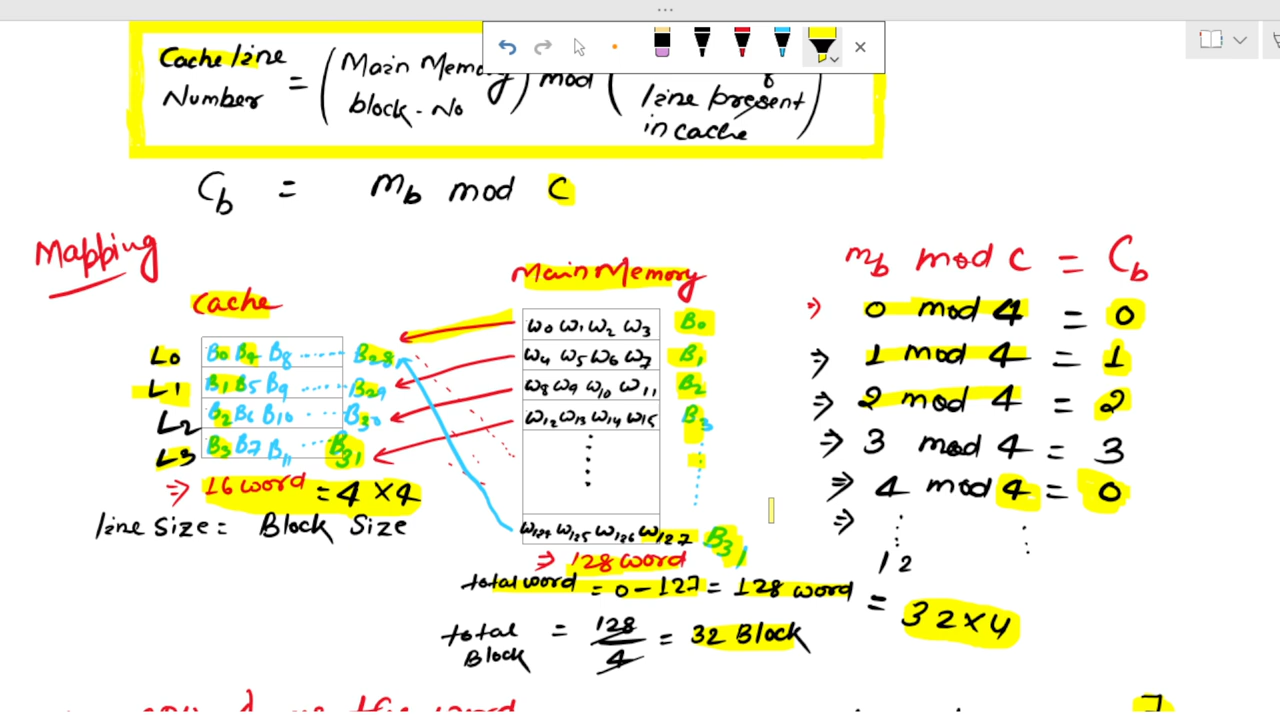 Cache line
Number = (Main Memory
block-No) mod (
line present
in cache)
Cb = mb mod C
Mapping
Cache
Main Memory
mb mod C = Cb
L0 B0 B4 B8 ...... B28
L1 B1 B5 B9 ...... B29
L2 B2 B6 B10 ... B30
L3 B3 B7 B11 ... B31
⇒ 16 word = 4 × 4
line size = Block Size
W0 W1 W2 W3 B0
W4 W5 W6 W7 B1
W8 W9 W10 W11 B2
W12 W13 W14 W15 B3
W124 W125 W126 W127 B31
⇒ 128 word
total word = 0 - 127 = 128 word
total Block = 128/4 = 32 Block
= 32×4
⇒ 0 mod 4 = 0
⇒ 1 mod 4 = 1
⇒ 2 mod 4 = 2
⇒ 3 mod 4 = 3
⇒ 4 mod 4 = 0
⇒
12
7